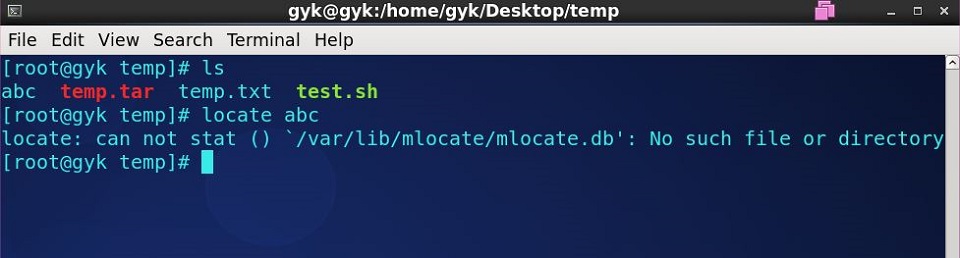 gyk@gyk:/home/gyk/Desktop/temp
File Edit View Search Terminal Help
[root@gyk temp]# ls
abc temp.tar temp.txt test.sh
[root@gyk temp]# locate abc
locate: can not stat () `/var/lib/mlocate/mlocate.db': No such file or directory
[root@gyk temp]#